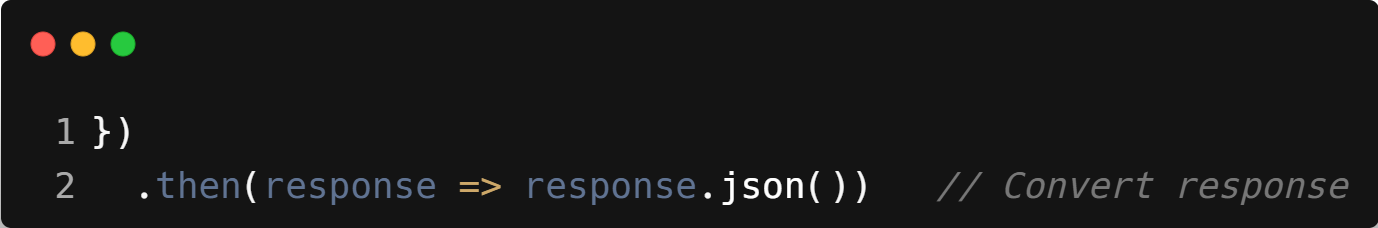 1 })
2   .then(response => response.json())   // Convert response